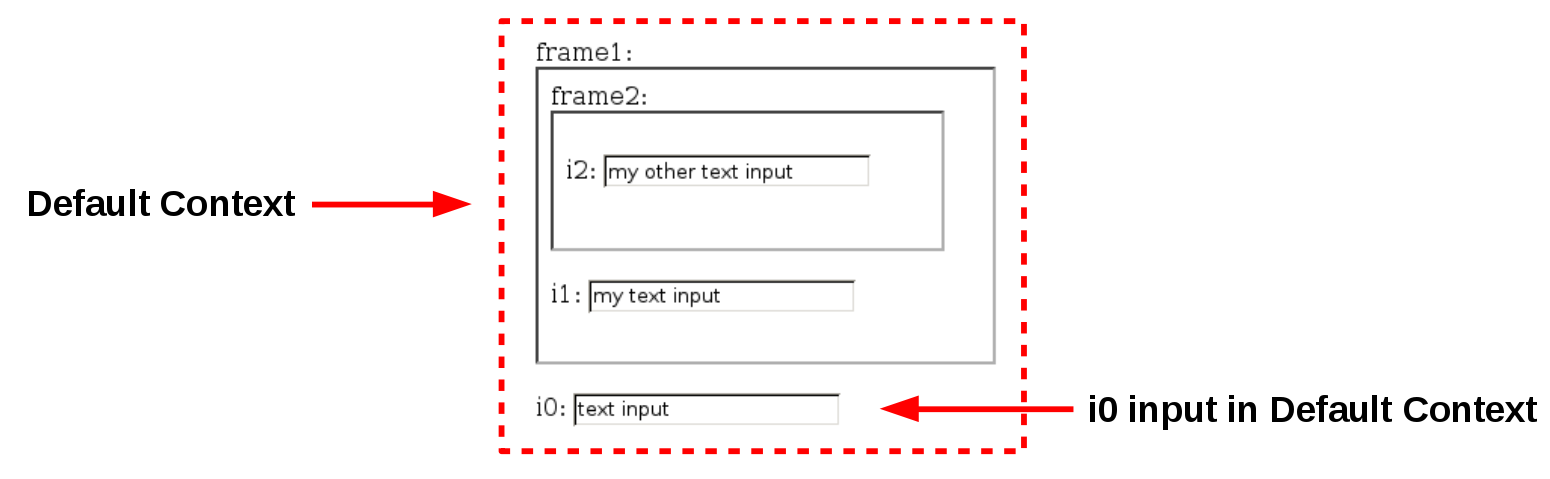 frame1:
frame2:
i2: my other text input
Default Context
i1: my text input
i0: text input
i0 input in Default Context